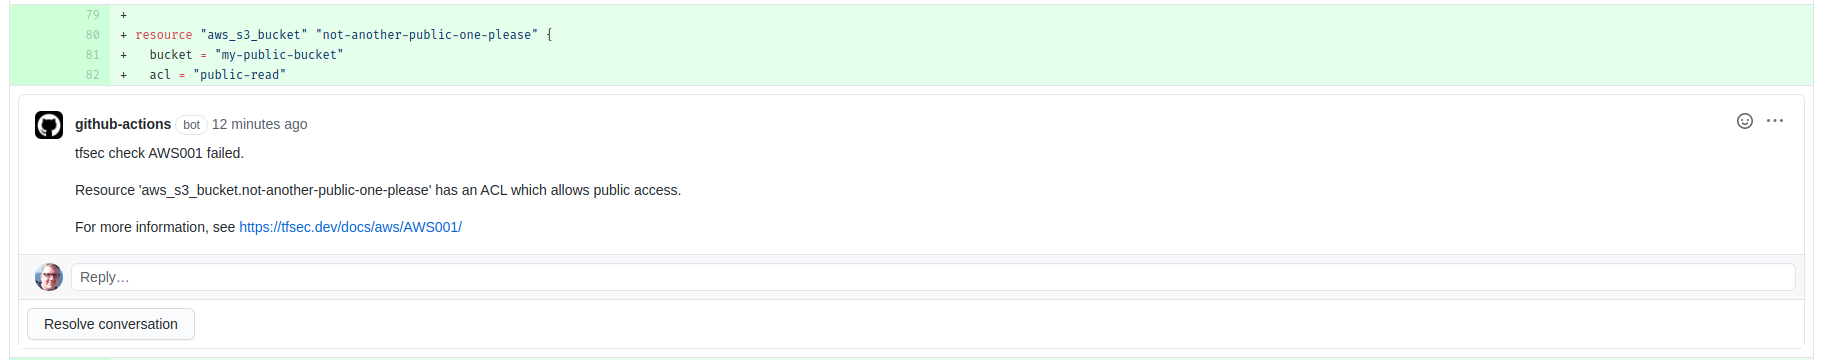 79 +
80 + resource "aws_s3_bucket" "not-another-public-one-please" {
81 + bucket = "my-public-bucket"
82 + acl = "public-read"
github-actions bot 12 minutes ago
tfsec check AWS001 failed.
Resource 'aws_s3_bucket.not-another-public-one-please' has an ACL which allows public access.
For more information, see https://tfsec.dev/docs/aws/AWS001/
Reply…
Resolve conversation